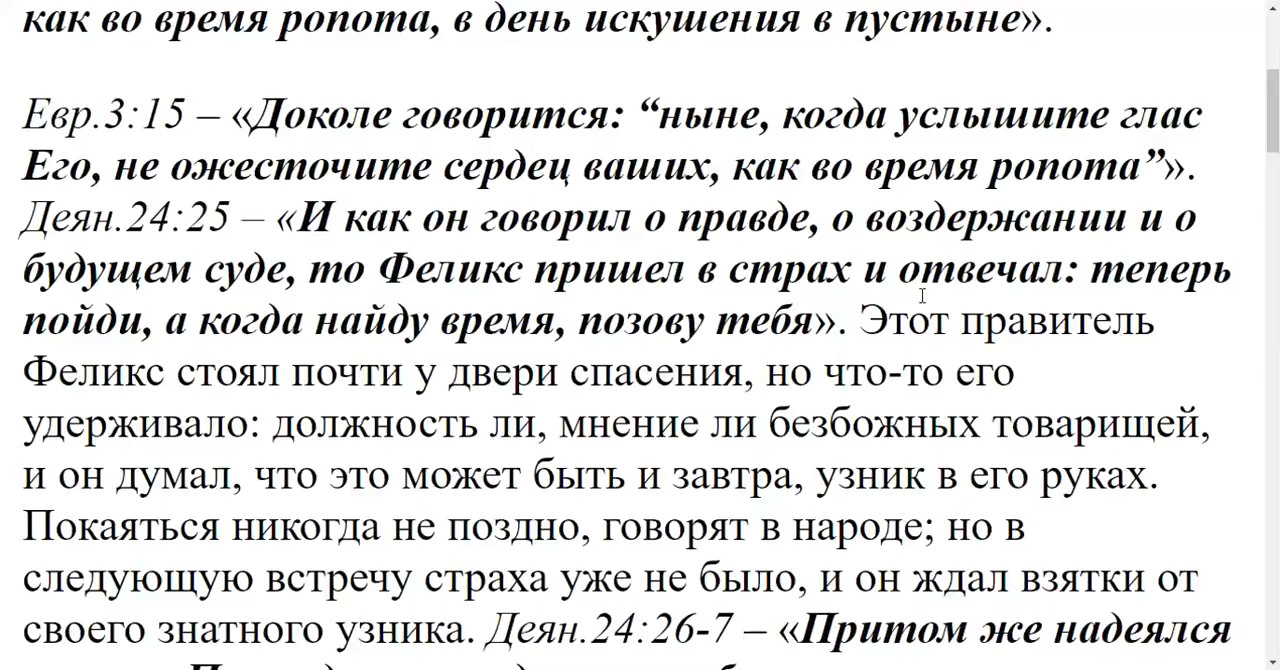 как во время ропота, в день искушения в пустыне».
Евр.3:15 – «Доколе говорится: “ныне, когда услышите глас
Его, не ожесточите сердец ваших, как во время ропота”».
Деян.24:25 – «И как он говорил о правде, о воздержании и о
будущем суде, то Феликс пришел в страх и отвечал: теперь
пойди, а когда найду время, позову тебя». Этот правитель
Феликс стоял почти у двери спасения, но что-то его
удерживало: должность ли, мнение ли безбожных товарищей,
и он думал, что это может быть и завтра, узник в его руках.
Покаяться никогда не поздно, говорят в народе; но в
следующую встречу страха уже не было, и он ждал взятки от
своего знатного узника. Деян.24:26-7 – «Притом же надеялся